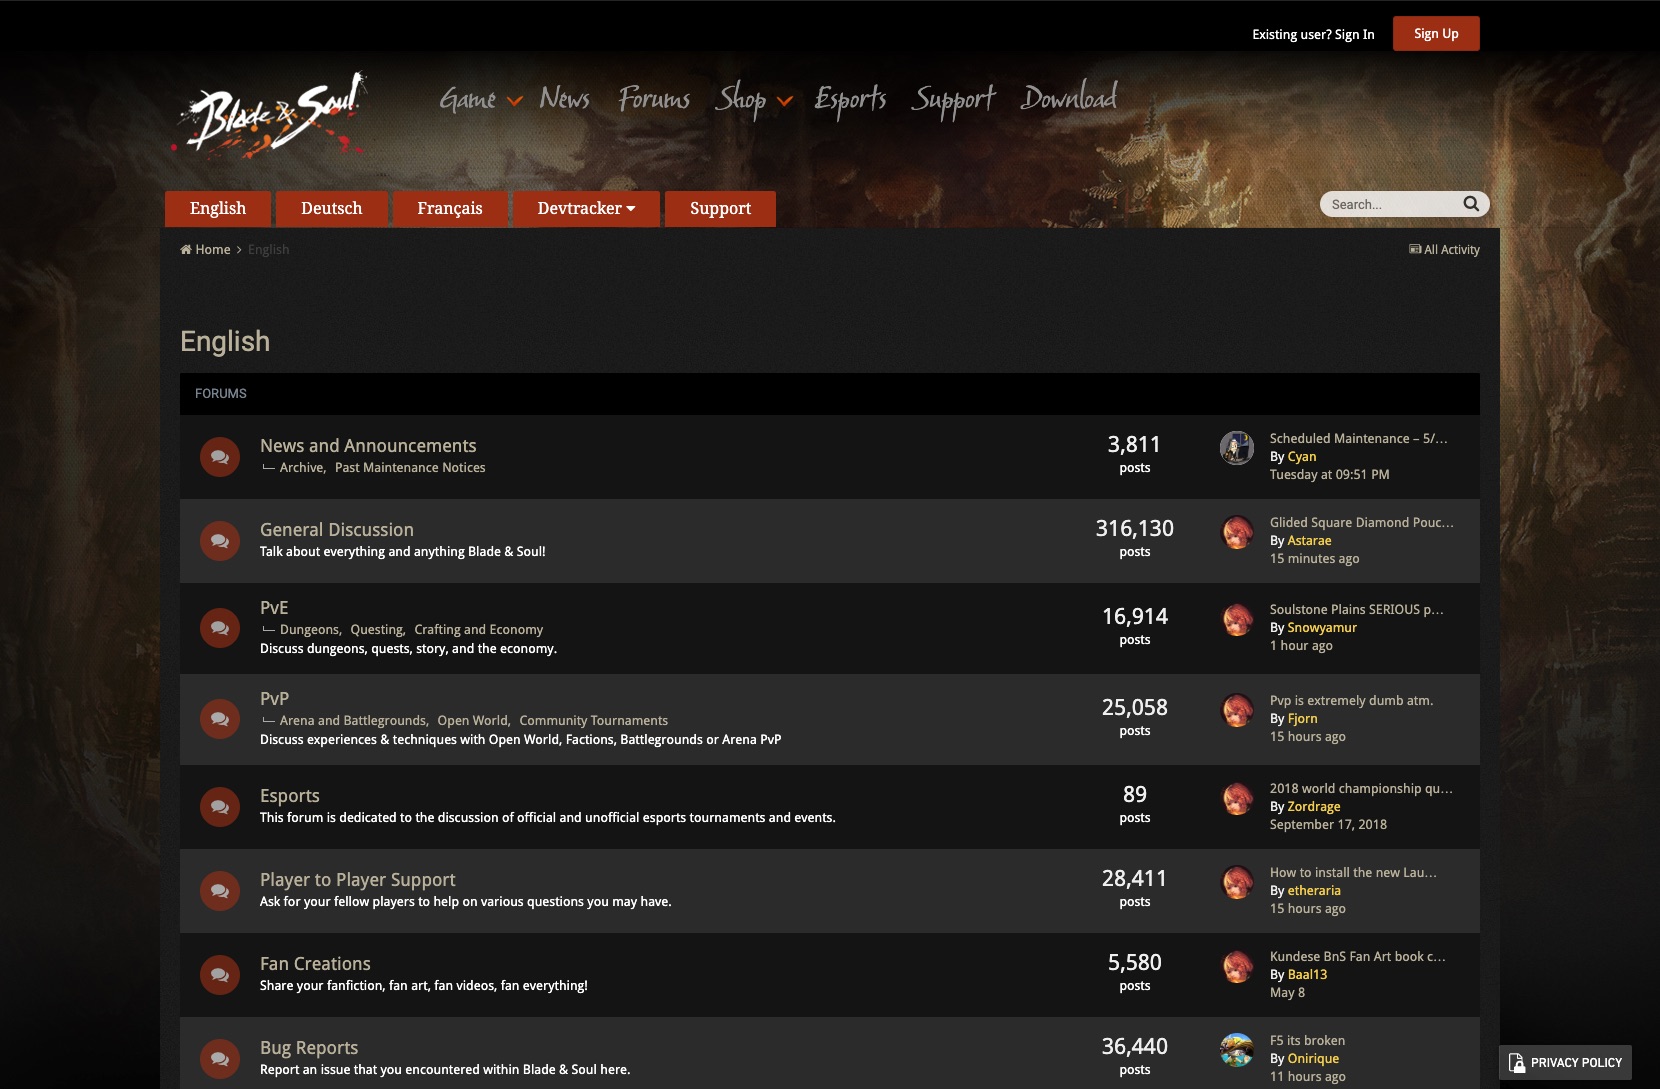 Existing user? Sign In
Sign Up
Blade & Soul
Game News Forums Shop Esports Support Download
English Deutsch Français Devtracker Support
Search...
Home English
All Activity
English
FORUMS
News and Announcements
Archive, Past Maintenance Notices
3,811
posts
Scheduled Maintenance – 5/...
By Cyan
Tuesday at 09:51 PM
General Discussion
Talk about everything and anything Blade & Soul!
316,130
posts
Glided Square Diamond Pouc...
By Astarae
15 minutes ago
PvE
Dungeons, Questing, Crafting and Economy
Discuss dungeons, quests, story, and the economy.
16,914
posts
Soulstone Plains SERIOUS p...
By Snowyamur
1 hour ago
PvP
Arena and Battlegrounds, Open World, Community Tournaments
Discuss experiences & techniques with Open World, Factions, Battlegrounds or Arena PvP
25,058
posts
Pvp is extremely dumb atm.
By Fjorn
15 hours ago
Esports
This forum is dedicated to the discussion of official and unofficial esports tournaments and events.
89
posts
2018 world championship qu...
By Zordrage
September 17, 2018
Player to Player Support
Ask for your fellow players to help on various questions you may have.
28,411
posts
How to install the new Lau...
By etheraria
15 hours ago
Fan Creations
Share your fanfiction, fan art, fan videos, fan everything!
5,580
posts
Kundese BnS Fan Art book c...
By Baal13
May 8
Bug Reports
Report an issue that you encountered within Blade & Soul here.
36,440
posts
F5 its broken
By Onirique
11 hours ago
PRIVACY POLICY